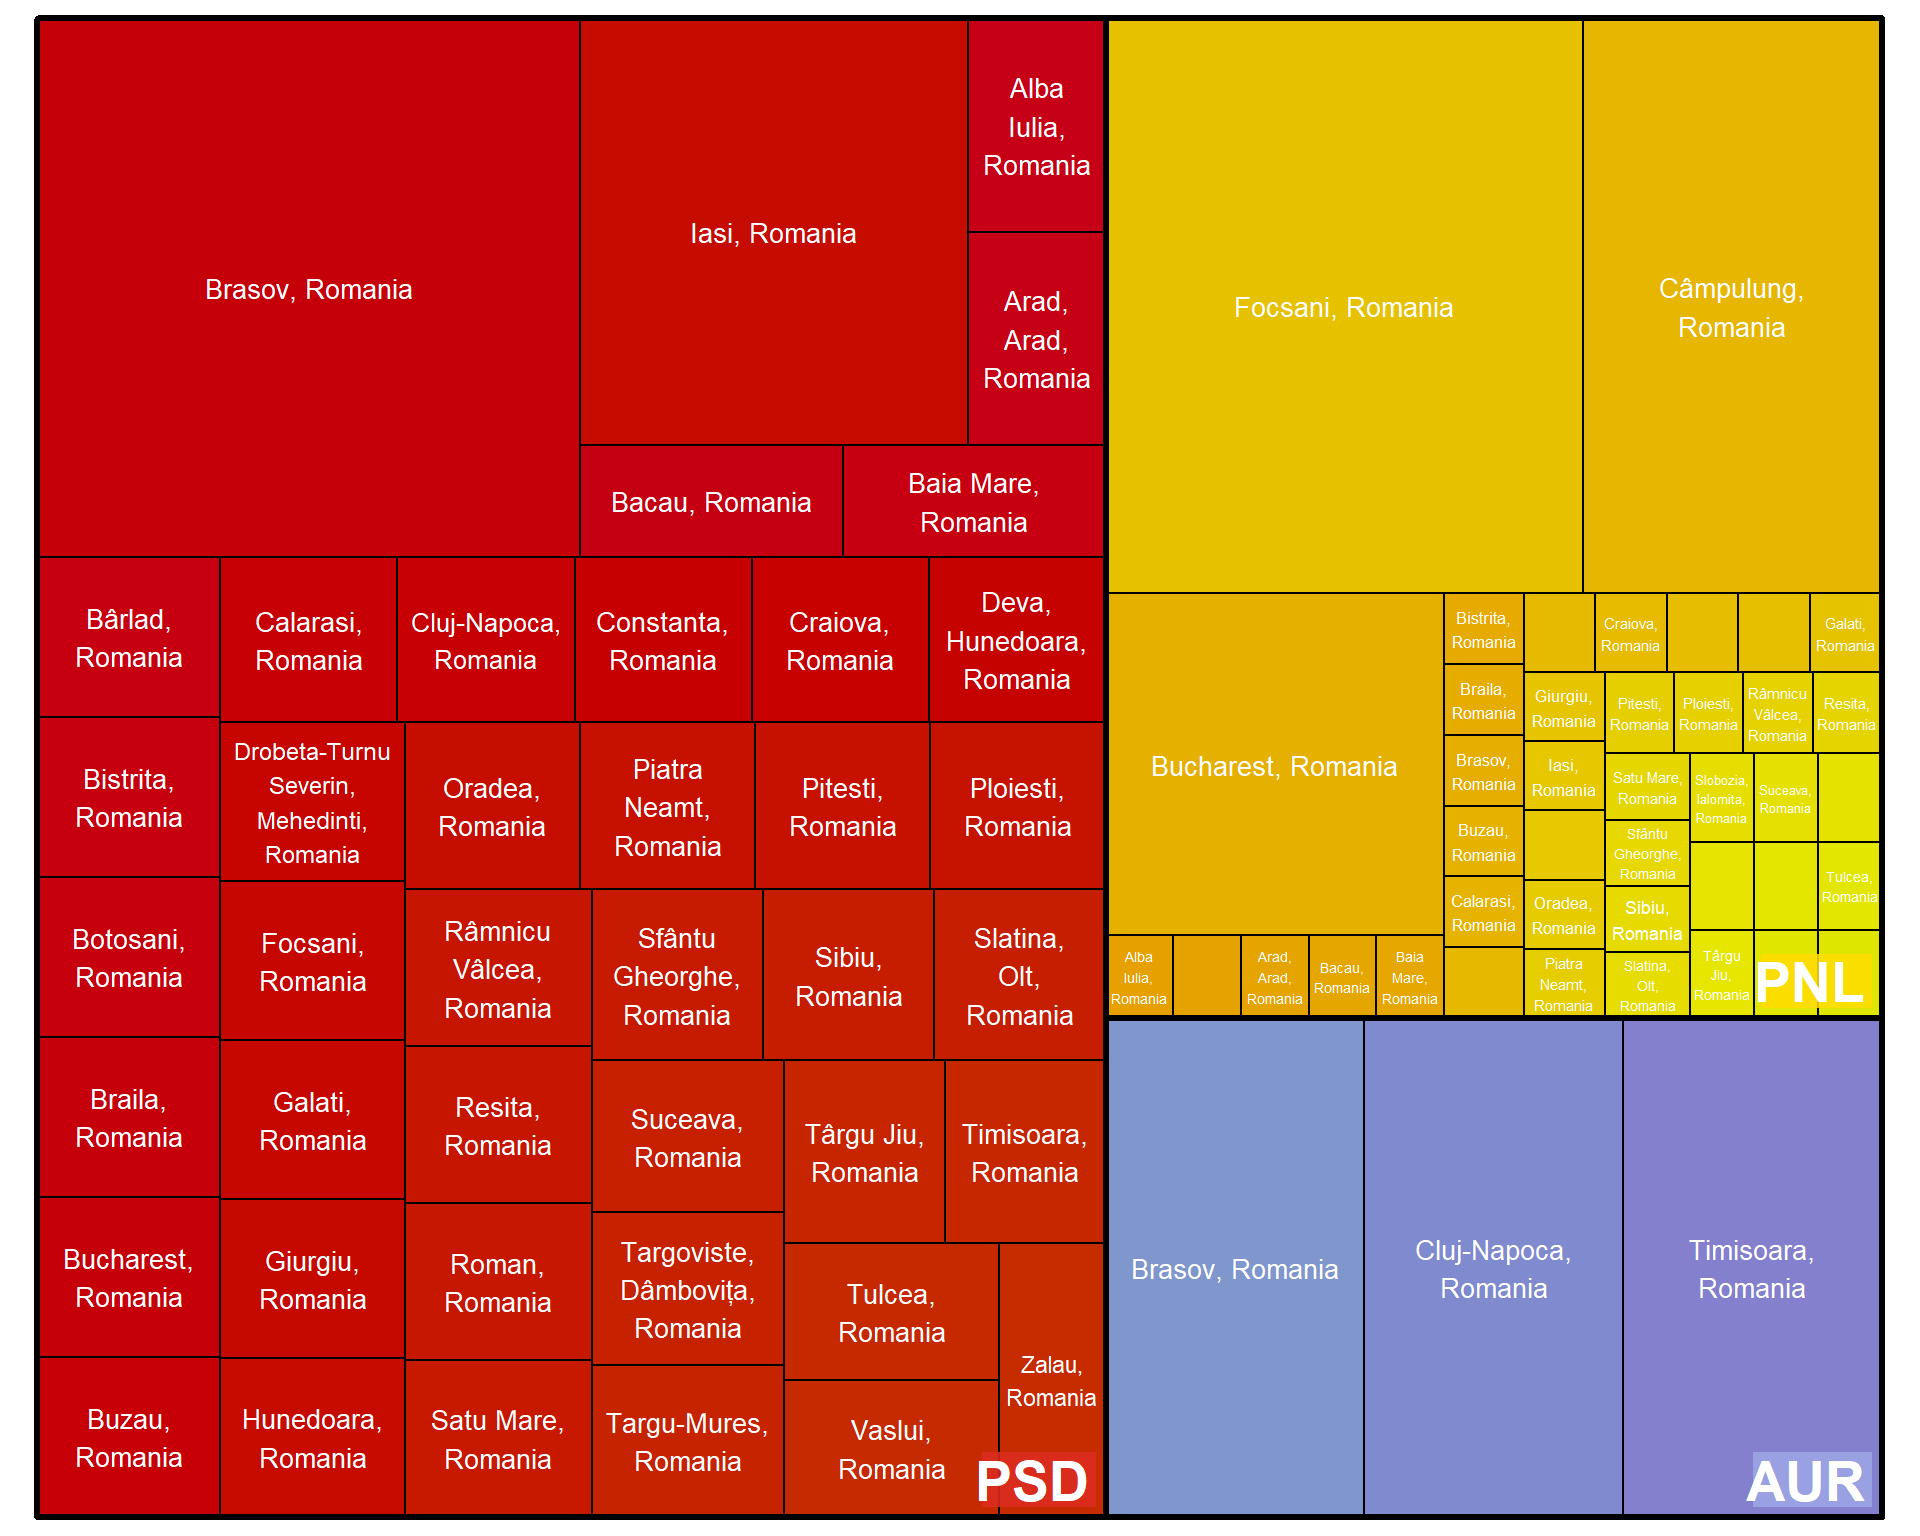 Brasov, Romania
Iasi, Romania
Alba
Iulia,
Romania
Arad,
Arad,
Romania
Bacau, Romania
Baia Mare,
Romania
Bârlad,
Romania
Calarasi,
Romania
Cluj-Napoca,
Romania
Constanta,
Romania
Craiova,
Romania
Deva,
Hunedoara,
Romania
Bistrita,
Romania
Drobeta-Turnu
Severin,
Mehedinti,
Romania
Oradea,
Romania
Piatra
Neamt,
Romania
Pitesti,
Romania
Ploiesti,
Romania
Botosani,
Romania
Focsani,
Romania
Râmnicu
Vâlcea,
Romania
Sfântu
Gheorghe,
Romania
Sibiu,
Romania
Slatina,
Olt,
Romania
Braila,
Romania
Galati,
Romania
Resita,
Romania
Suceava,
Romania
Târgu Jiu,
Romania
Timisoara,
Romania
Bucharest,
Romania
Giurgiu,
Romania
Roman,
Romania
Targoviste,
Dâmbovița,
Romania
Tulcea,
Romania
Zalau,
Romania
Buzau,
Romania
Hunedoara,
Romania
Satu Mare,
Romania
Targu-Mures,
Romania
Vaslui,
Romania
PSD
Focsani, Romania
Câmpulung,
Romania
Bucharest, Romania
Bistrita,
Romania
Craiova,
Romania
Galati,
Romania
Braila,
Romania
Giurgiu,
Romania
Pitesti,
Romania
Ploiesti,
Romania
Râmnicu
Vâlcea,
Romania
Resita,
Romania
Brasov,
Romania
Iasi,
Romania
Satu Mare,
Romania
Slobozia,
Ialomita,
Romania
Suceava,
Romania
Buzau,
Romania
Sfântu
Gheorghe,
Romania
Calarasi,
Romania
Oradea,
Romania
Sibiu,
Romania
Tulcea,
Romania
Alba
Iulia,
Romania
Arad,
Arad,
Romania
Bacau,
Romania
Baia
Mare,
Romania
Piatra
Neamt,
Romania
Slatina,
Olt,
Romania
Târgu
Jiu,
Romania
PNL
Brasov, Romania
Cluj-Napoca,
Romania
Timisoara,
Romania
AUR